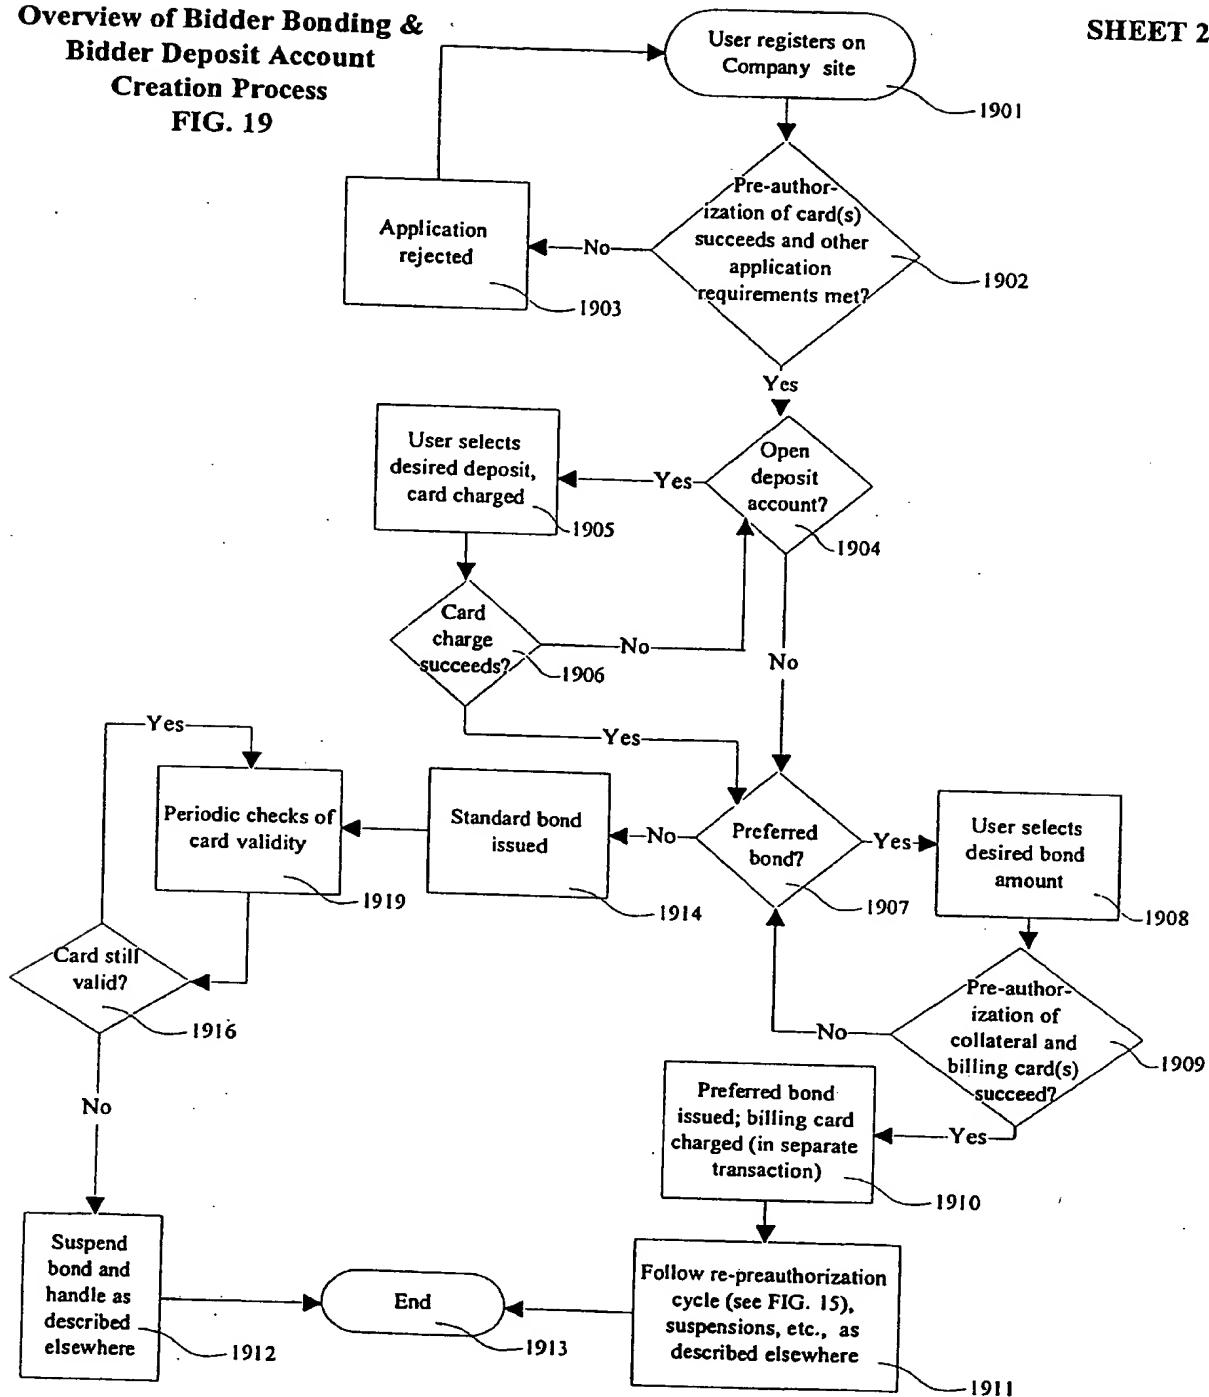 Overview of Bidder Bonding &
Bidder Deposit Account
Creation Process
FIG. 19
SHEET 2
User registers on
Company site
1901
Pre-author-
ization of card(s)
succeeds and other
application
requirements met?
1902
No
Application
rejected
1903
Yes
Open
deposit
account?
1904
Yes
User selects
desired deposit,
card charged
1905
Card
charge
succeeds?
1906
No
No
Yes
Yes
Periodic checks of
card validity
1919
Standard bond
issued
1914
No
Preferred
bond?
1907
Yes
User selects
desired bond
amount
1908
Card still
valid?
1916
Pre-author-
ization of
collateral and
billing card(s)
succeed?
1909
No
No
Preferred bond
issued; billing card
charged (in separate
transaction)
1910
Yes
Suspend
bond and
handle as
described
elsewhere
1912
End
1913
Follow re-preauthorization
cycle (see FIG. 15),
suspensions, etc., as
described elsewhere
1911